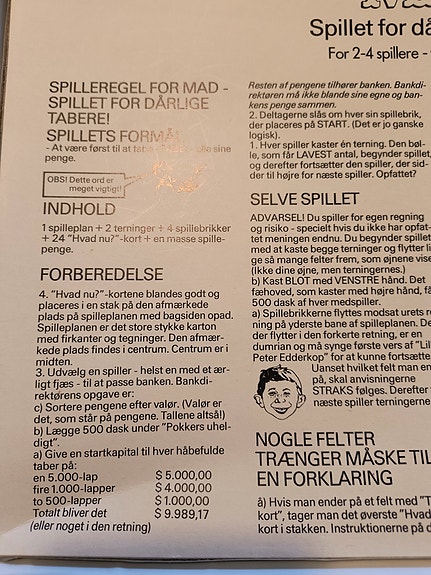 Spillet for då
For 2-4 spillere -
SPILLEREGEL FOR MAD -
SPILLET FOR DÅRLIGE
TABERE!
SPILLETS FORMÅL
- At være først til at tabe sine
penge.
OBS! Dette ord er
meget vigtigt!
INDHOLD
1 spilleplan + 2 terninger + 4 spillebrikker
+ 24 "Hvad nu?"-kort + en masse spille-
penge.
FORBEREDELSE
4. "Hvad nu?"-kortene blandes godt og
placeres i en stak på den afmærkede
plads på spilleplanen med bagsiden opad.
Spilleplanen er det store stykke karton
med firkanter og tegninger. Den afmær-
kede plads findes i centrum. Centrum er i
midten.
3. Udvælg en spiller - helst en med et ær-
ligt fjæs - til at passe banken. Bankdi-
rektørens opgave er:
c) Sortere pengene efter valør. (Valør er
det, som står på pengene. Tallene altså!)
b) Lægge 500 dask under "Pokkers uhel-
digt".
a) Give en startkapital til hver håbefulde
taber på:
en 5.000-lap $ 5.000,00
fire 1.000-lapper $ 4.000,00
to 500-lapper $ 1.000,00
Totalt bliver det $ 9.989,17
(eller noget i den retning)
Resten af pengene tilhører banken. Bankdi-
rektøren må ikke blande sine egne og ban-
kens penge sammen.
2. Deltagerne slås om hver sin spillebrik,
der placeres på START. (Det er jo ganske
logisk).
1. Hver spiller kaster én terning. Den bøl-
le, som får LAVEST antal, begynder spillet,
og derefter fortsætter den spiller, der sid-
der til højre for næste spiller. Opfattet?
SELVE SPILLET
ADVARSEL! Du spiller for egen regning
og risiko - specielt hvis du ikke har opfat-
tet meningen endnu. Du begynder spillet
med at kaste begge terninger og flytter li
ge så mange felter frem, som øjnene vise
(Ikke dine øjne, men terningernes.)
b) Kast BLOT med VENSTRE hånd. Det
fæhoved, som kaster med højre hånd, få
500 dask af hver medspiller.
a) Spillebrikkerne flyttes modsat urets r
ning på yderste bane af spilleplanen. De
der flytter i den forkerte retning, er en
dumrian og må synge første vers af "Lil
Peter Edderkop" for at kunne fortsætte
Uanset hvilket felt man en
på, skal anvisningerne
STRAKS følges. Derefter
næste spiller terningerne
NOGLE FELTER
TRÆNGER MÅSKE TIL
EN FORKLARING
å) Hvis man ender på et felt med "T
kort", tager man det øverste "Hvad
kort i stakken. Instruktionerne på d